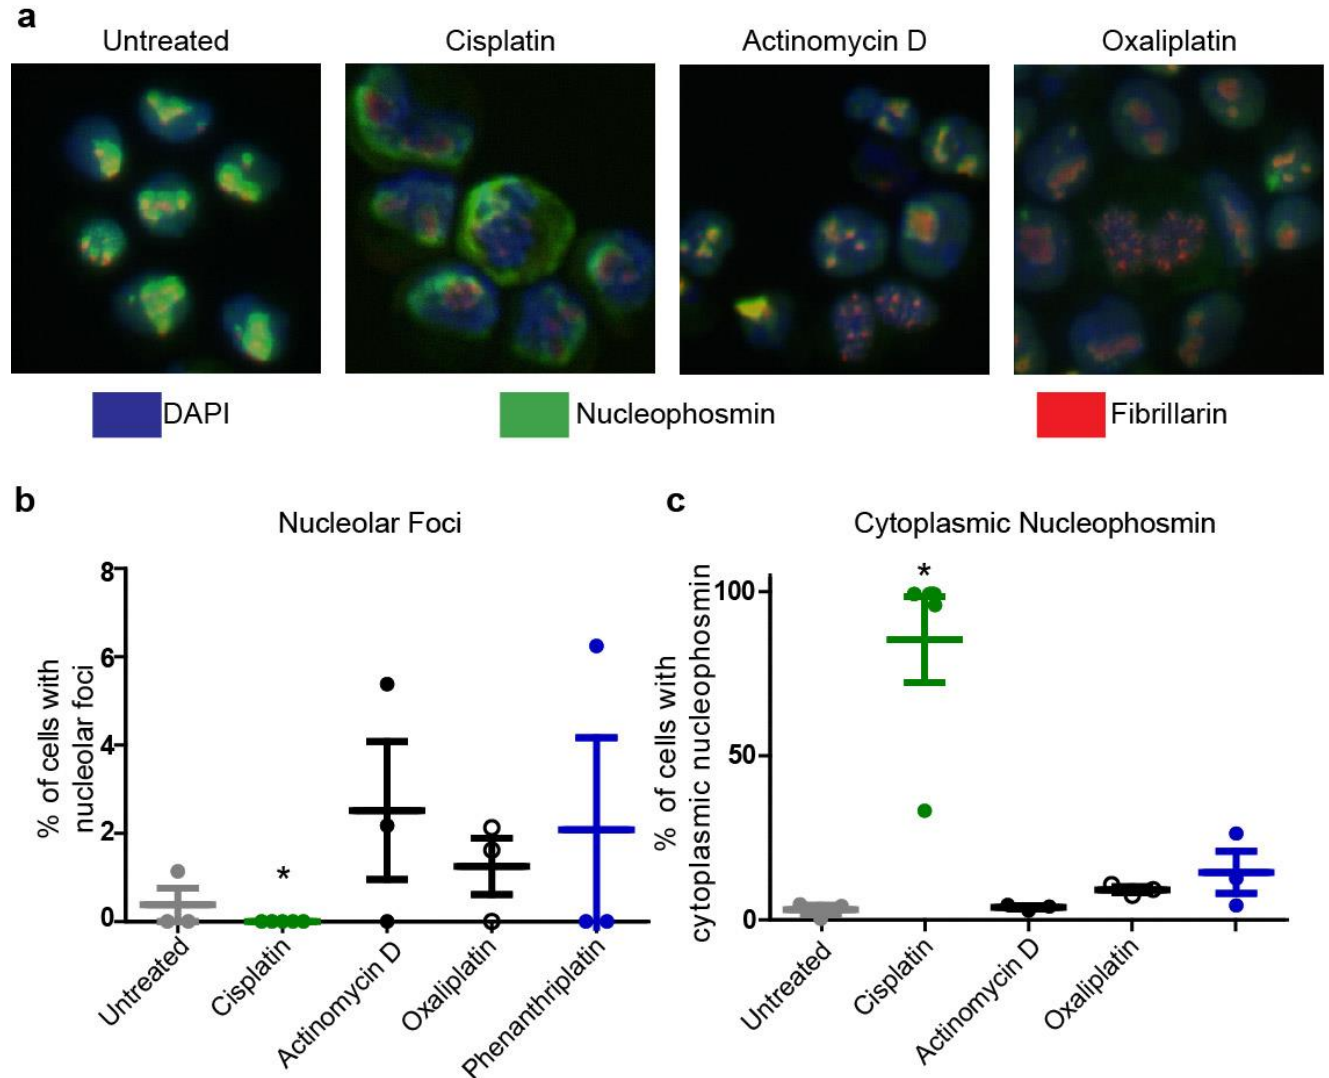 a
Untreated
Cisplatin
Actinomycin D
Oxaliplatin
DAPI
Nucleophosmin
Fibrillarin
b
Nucleolar Foci
% of cells with
nucleolar foci
8
6
4
2
0
Untreated
Cisplatin
*
Actinomycin D
Oxaliplatin
Phenanthriplatin
c
Cytoplasmic Nucleophosmin
% of cells with
cytoplasmic nucleophosmin
100
50
0
*
Untreated
Cisplatin
Actinomycin D
Oxaliplatin